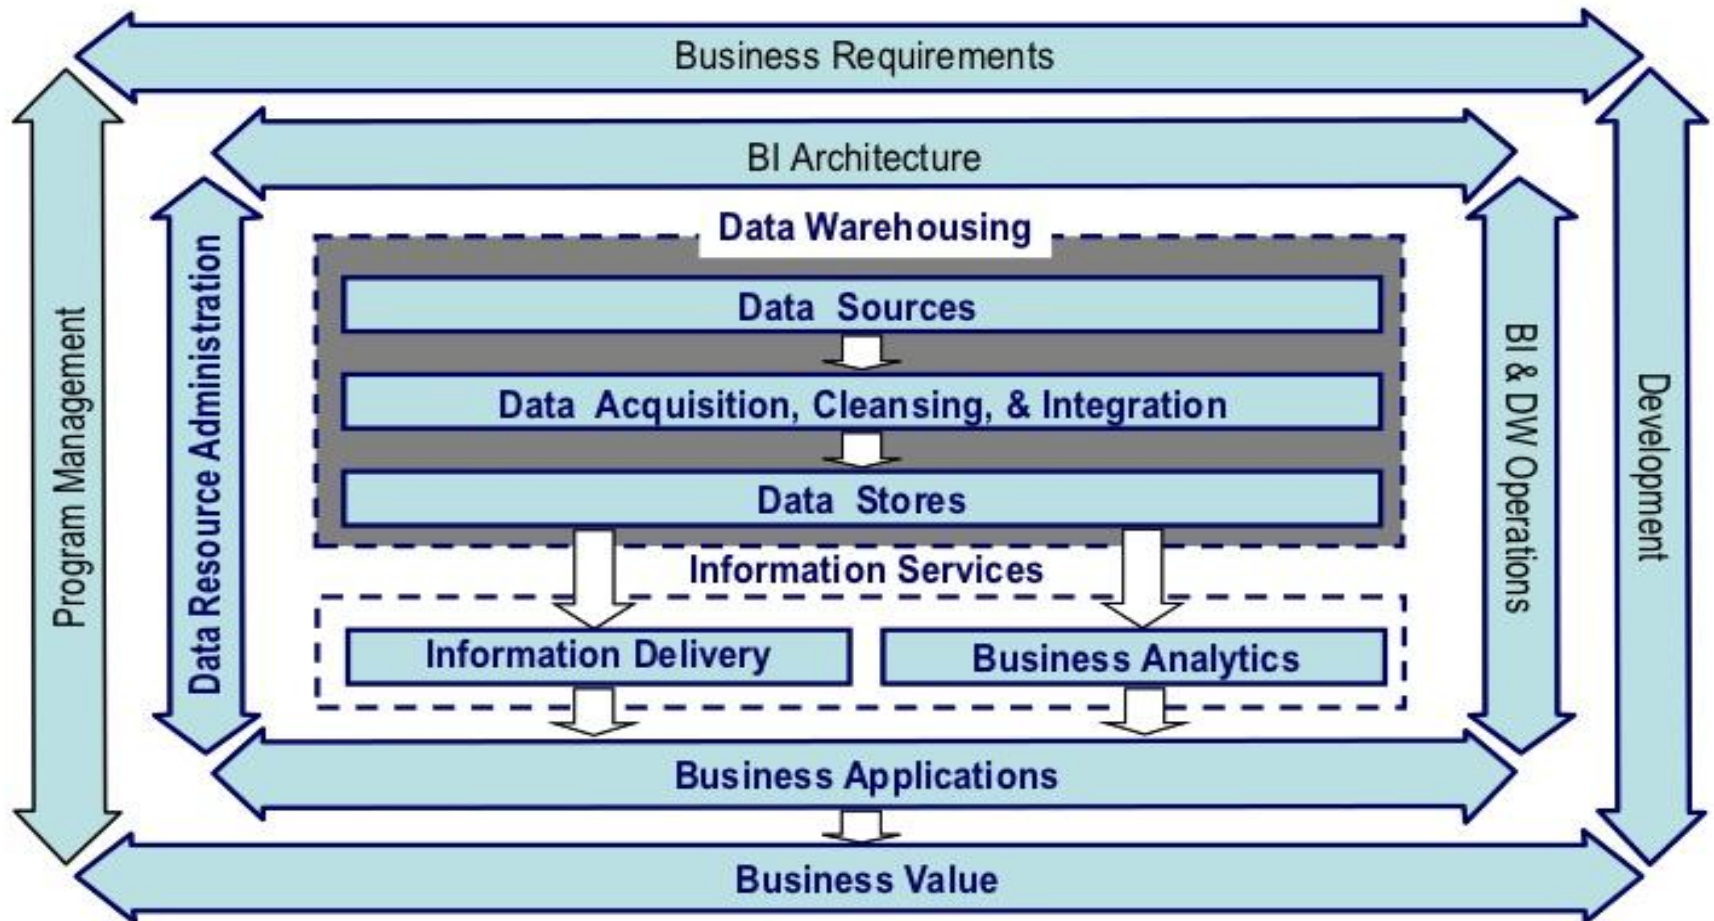 Business Requirements
BI Architecture
Data Warehousing
Data Sources
Data Acquisition, Cleansing, & Integration
Data Stores
Information Services
Information Delivery
Business Analytics
Business Applications
Business Value
Program Management
Data Resource Administration
BI & DW Operations
Development